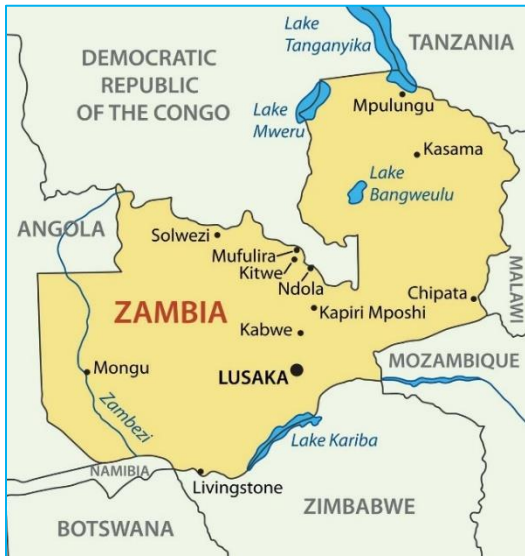 Lake
Tanganyika
TANZANIA
DEMOCRATIC
REPUBLIC
OF THE CONGO
Lake
Mweru
Mpulungu
Kasama
Lake
Bangweulu
ANGOLA
Solwezi
Mufulira
Kitwe
Ndola
MALAWI
Chipata
ZAMBIA
Kapiri Mposhi
Kabwe
MOZAMBIQUE
Mongu
LUSAKA
Zambezi
Lake Kariba
NAMIBIA
Livingstone
ZIMBABWE
BOTSWANA